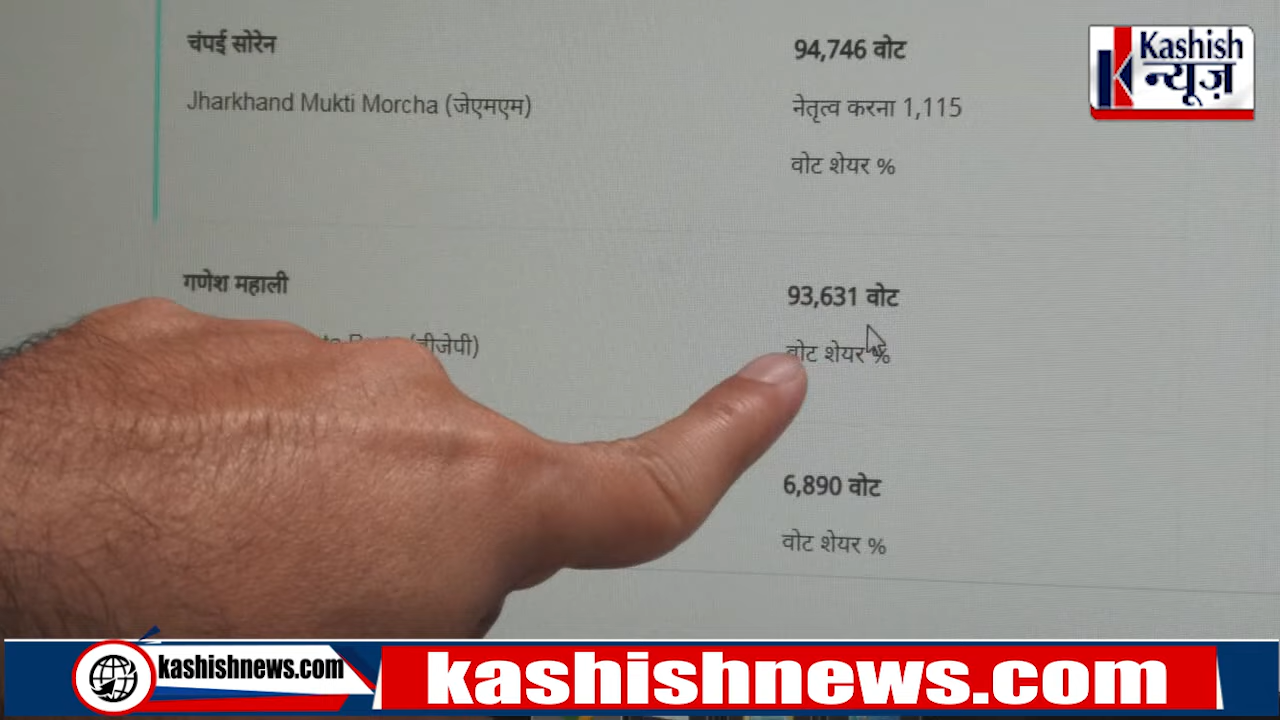 चंपई सोरेन
94,746 वोट
Jharkhand Mukti Morcha (जेएमएम)
नेतृत्व करना 1,115
वोट शेयर %
गणेश महाली
93,631 वोट
वोट शेयर %
6,890 वोट
वोट शेयर %
Kashish
न्यूज़
kashishnews.com
kashishnews.com